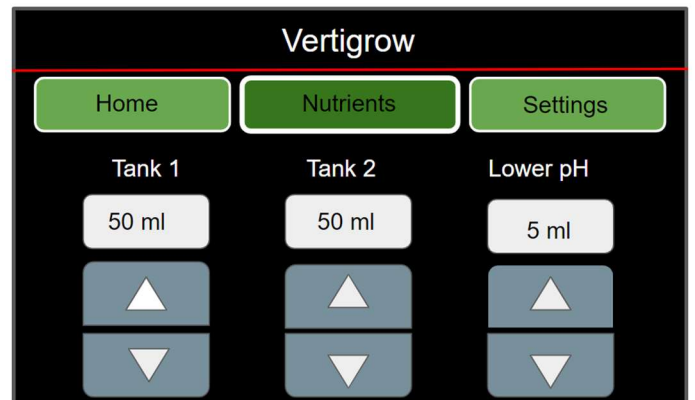 Vertigrow
Home Nutrients Settings
Tank 1 Tank 2 Lower pH
50 ml 50 ml 5 ml